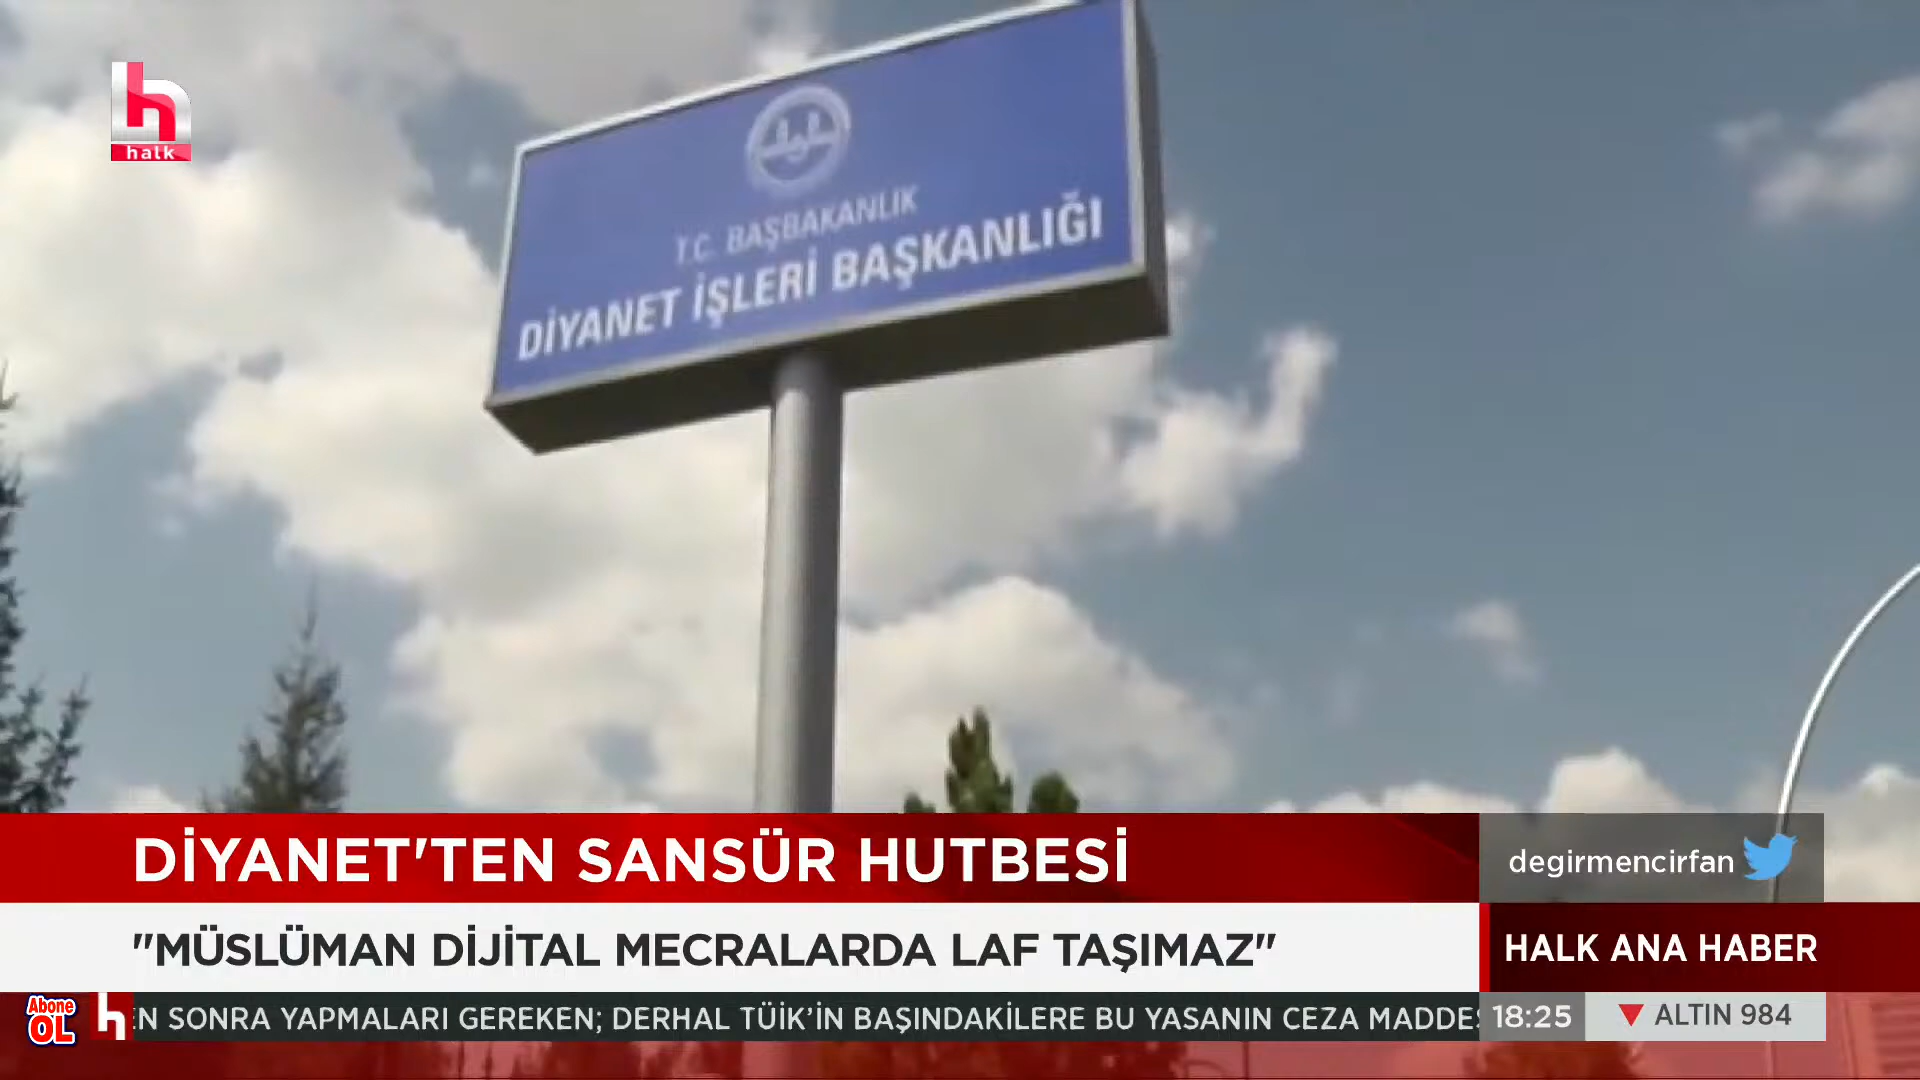 halk
T.C. BAŞBAKANLIK
DİYANET İŞLERİ BAŞKANLIĞI
DİYANET'TEN SANSÜR HUTBESİ
degirmencirfan
"MÜSLÜMAN DİJİTAL MECRALARDA LAF TAŞIMAZ"
HALK ANA HABER
Abone OL
SONRA YAPMALARI GEREKEN; DERHAL TÜİK’İN BAŞINDAKİLERE BU YASANIN CEZA
18:25
ALTIN 984